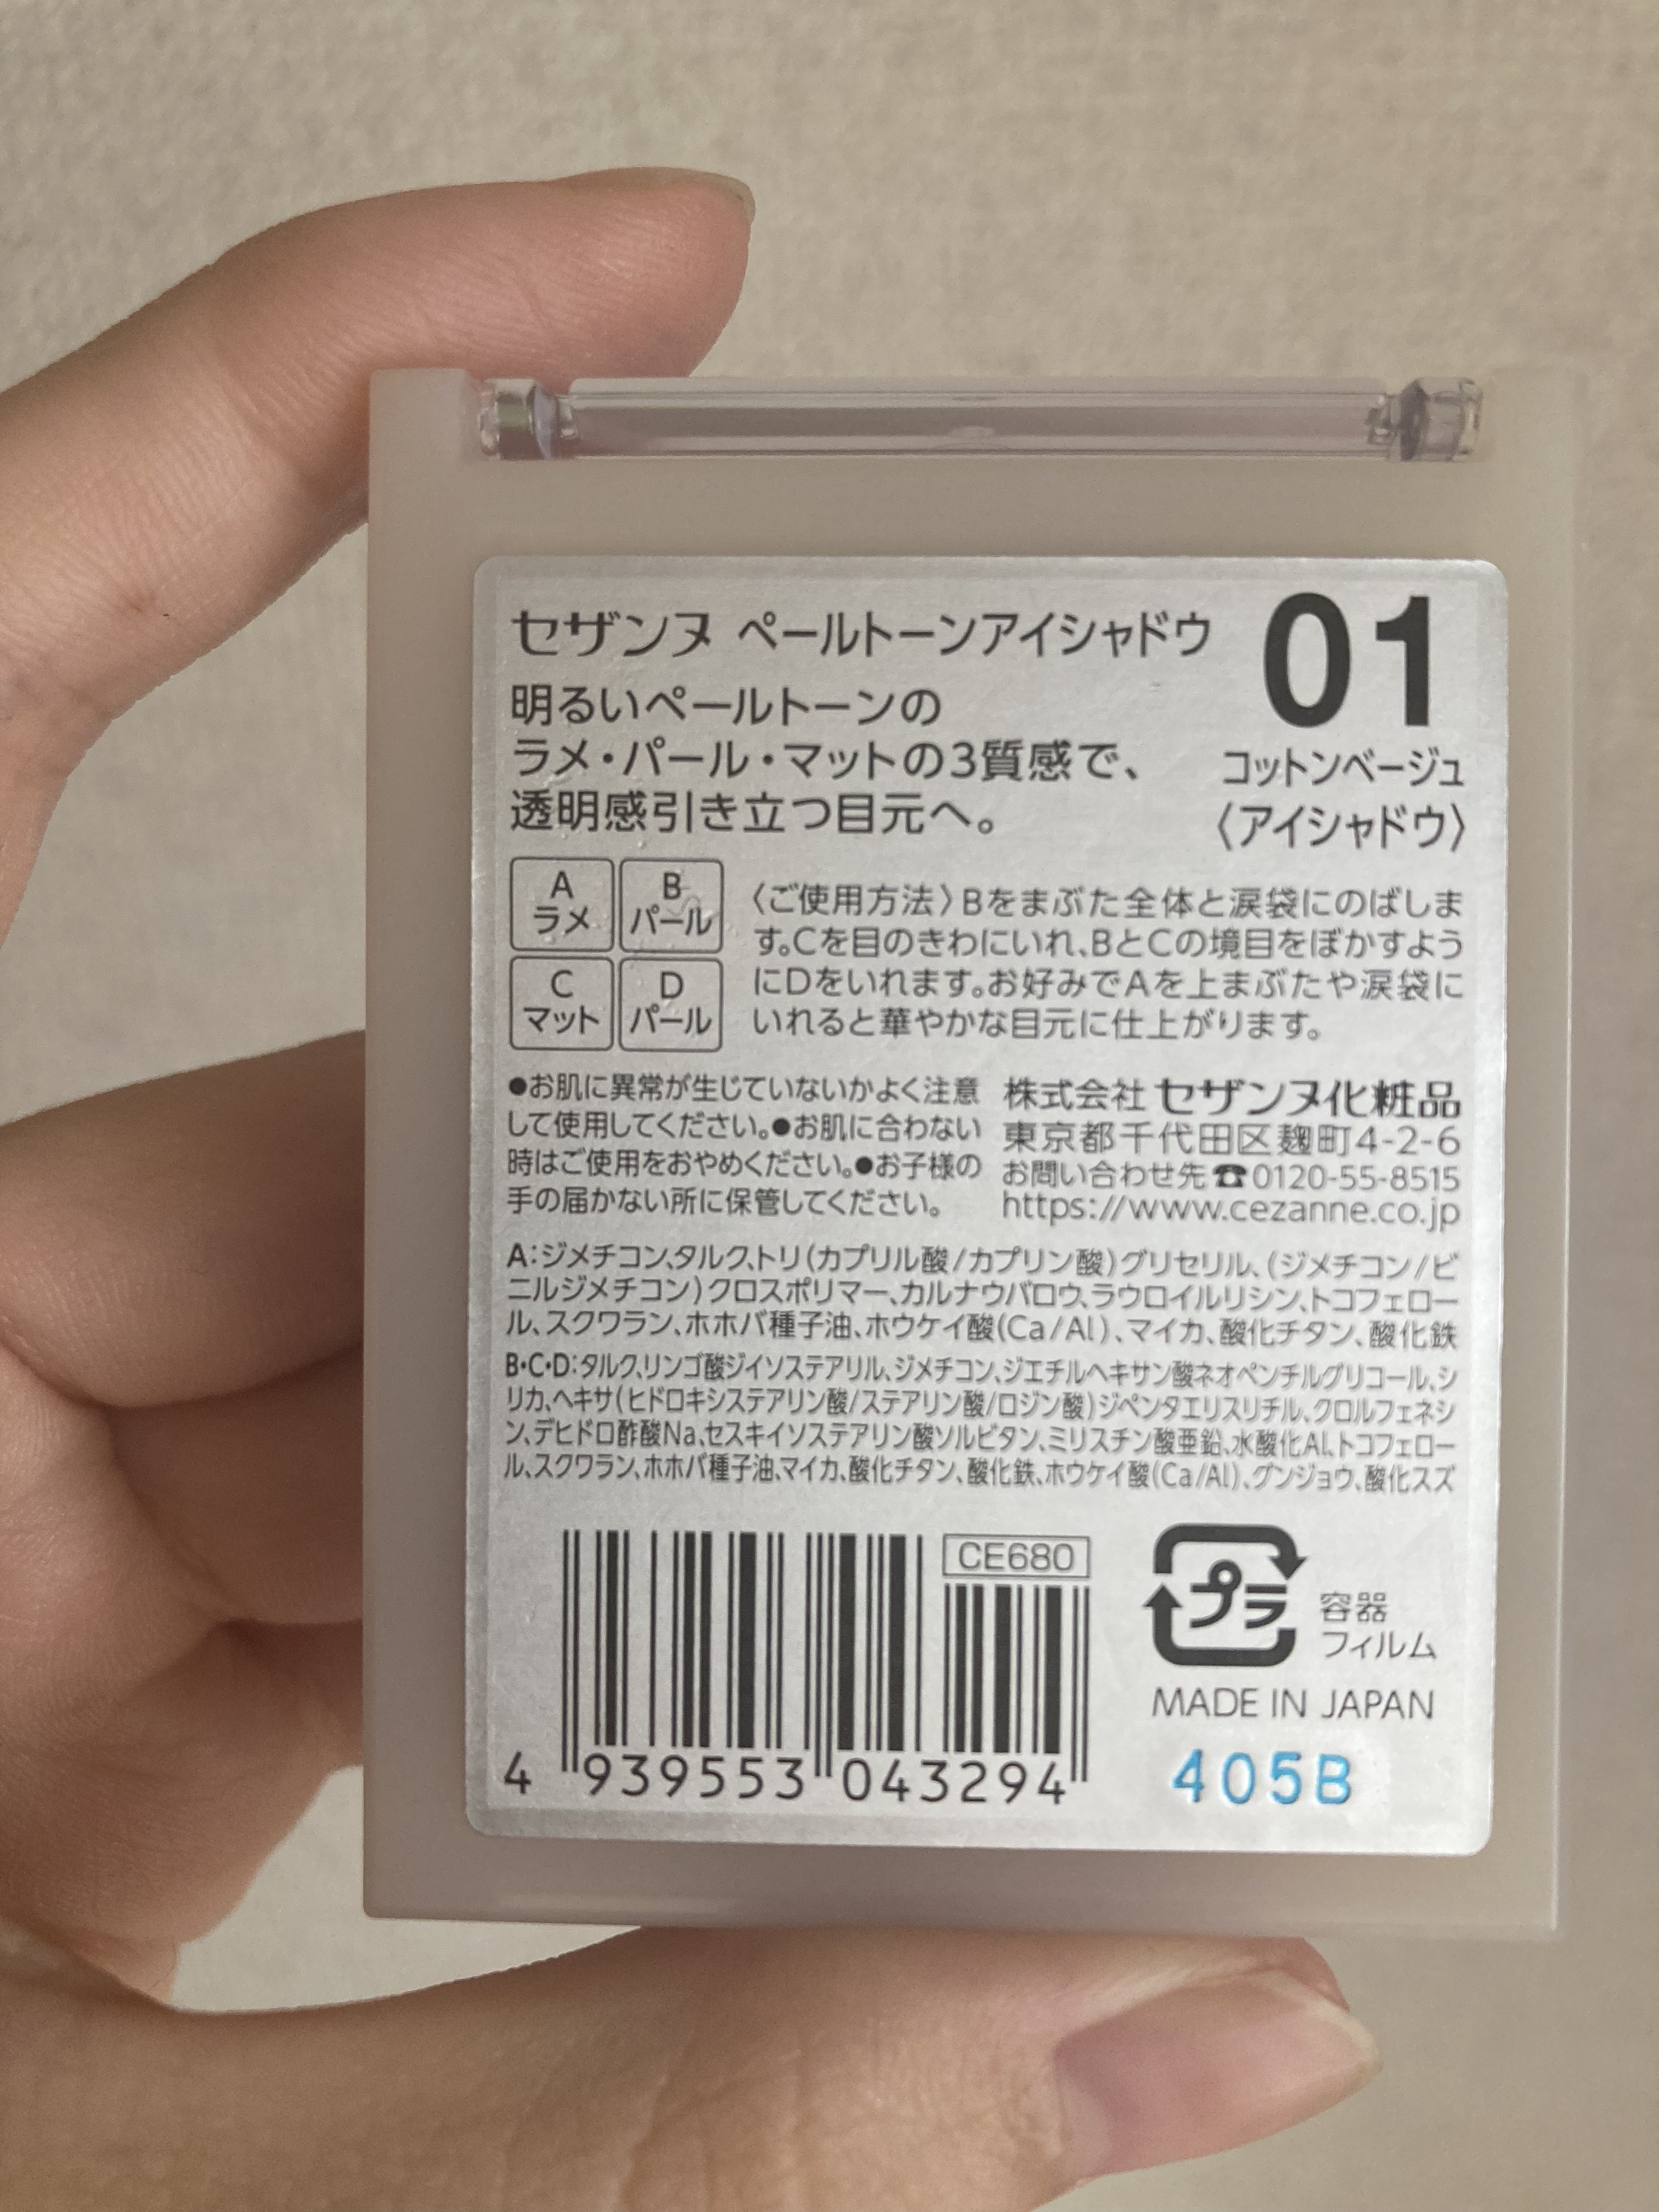 セザンヌ ペールトーンアイシャドウ
01
コットンベージュ
〈アイシャドウ〉
明るいペールトーンの
ラメ・パール・マットの3質感で、
透明感引き立つ目元へ。
A
ラメ
B
パール
C
マット
D
パール
〈ご使用方法〉Bをまぶた全体と涙袋にのばしま
す。Cを目のきわにいれ、BとCの境目をぼかすよう
にDをいれます。お好みでAを上まぶたや涙袋に
いれると華やかな目元に仕上がります。
●お肌に異常が生じていないかよく注意
して使用してください。●お肌に合わない
時はご使用をおやめください。●お子様の
手の届かない所に保管してください。
株式会社 セザンヌ化粧品
東京都千代田区麹町4-2-6
お問い合わせ先☎0120-55-8515
https://www.cezanne.co.jp
A:ジメチコン、タルク、トリ(カプリル酸/カプリン酸)グリセリル、(ジメチコン/ビ
ニルジメチコン)クロスポリマー、カルナウバロウ、ラウロイルリシン、トコフェロー
ル、スクワラン、ホホバ種子油、ホウケイ酸(Ca/Al)、マイカ、酸化チタン、酸化鉄
B・C・D:タルク、リンゴ酸ジイソステアリル、ジメチコン、ジエチルヘキサン酸ネオペンチルグリコール、シ
リカ、ヘキサ(ヒドロキシステアリン酸/ステアリン酸/ロジン酸)ジペンタエリスリチル、クロルフェネシ
ン、デヒドロ酢酸Na、セスキイソステアリン酸ソルビタン、ミリスチン酸亜鉛、水酸化Al、トコフェロー
ル、スクワラン、ホホバ種子油、マイカ、酸化チタン、酸化鉄、ホウケイ酸(Ca/Al)、グンジョウ、酸化スズ
CE680
4 939553 043294
プラ
容器
フィルム
MADE IN JAPAN
405B